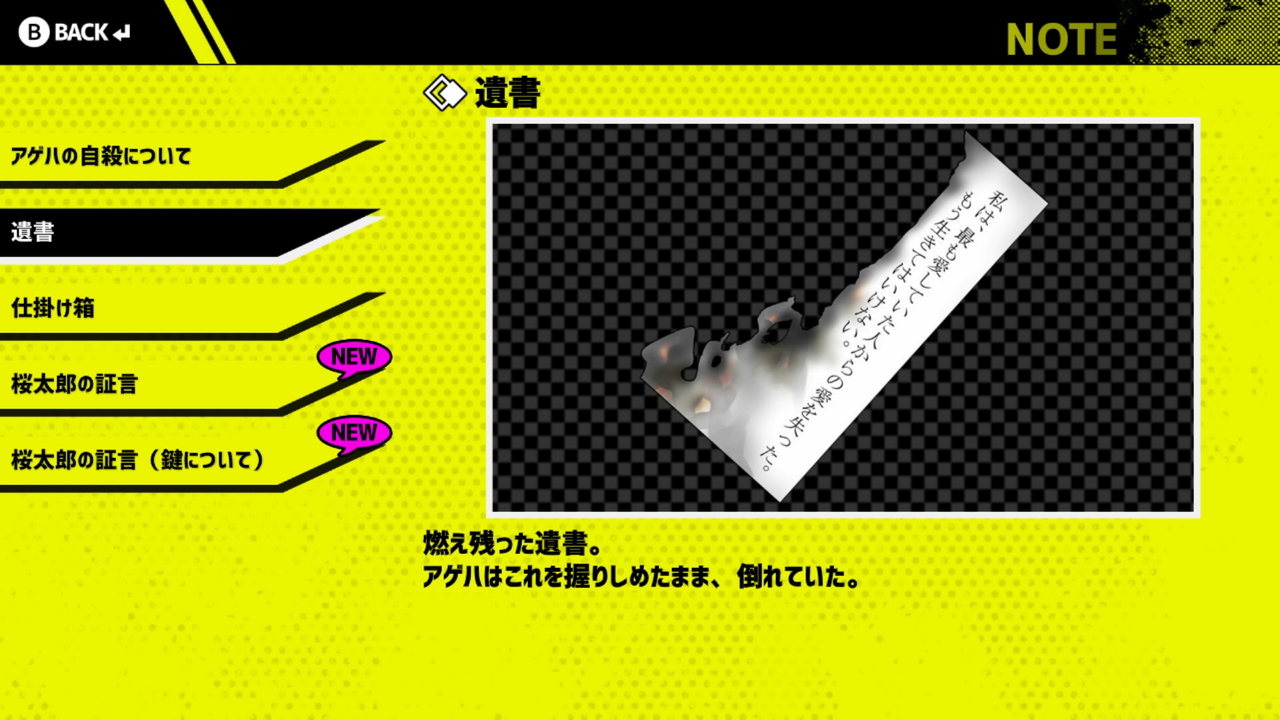 B BACK
NOTE
アゲハの自殺について
遺書
仕掛け箱
NEW
桜太郎の証言
NEW
桜太郎の証言（鍵について）
遺書
私は、最も愛していた人からの愛を失った。
もう生きてはいけない。
燃え残った遺書。
アゲハはこれを握りしめたまま、倒れていた。